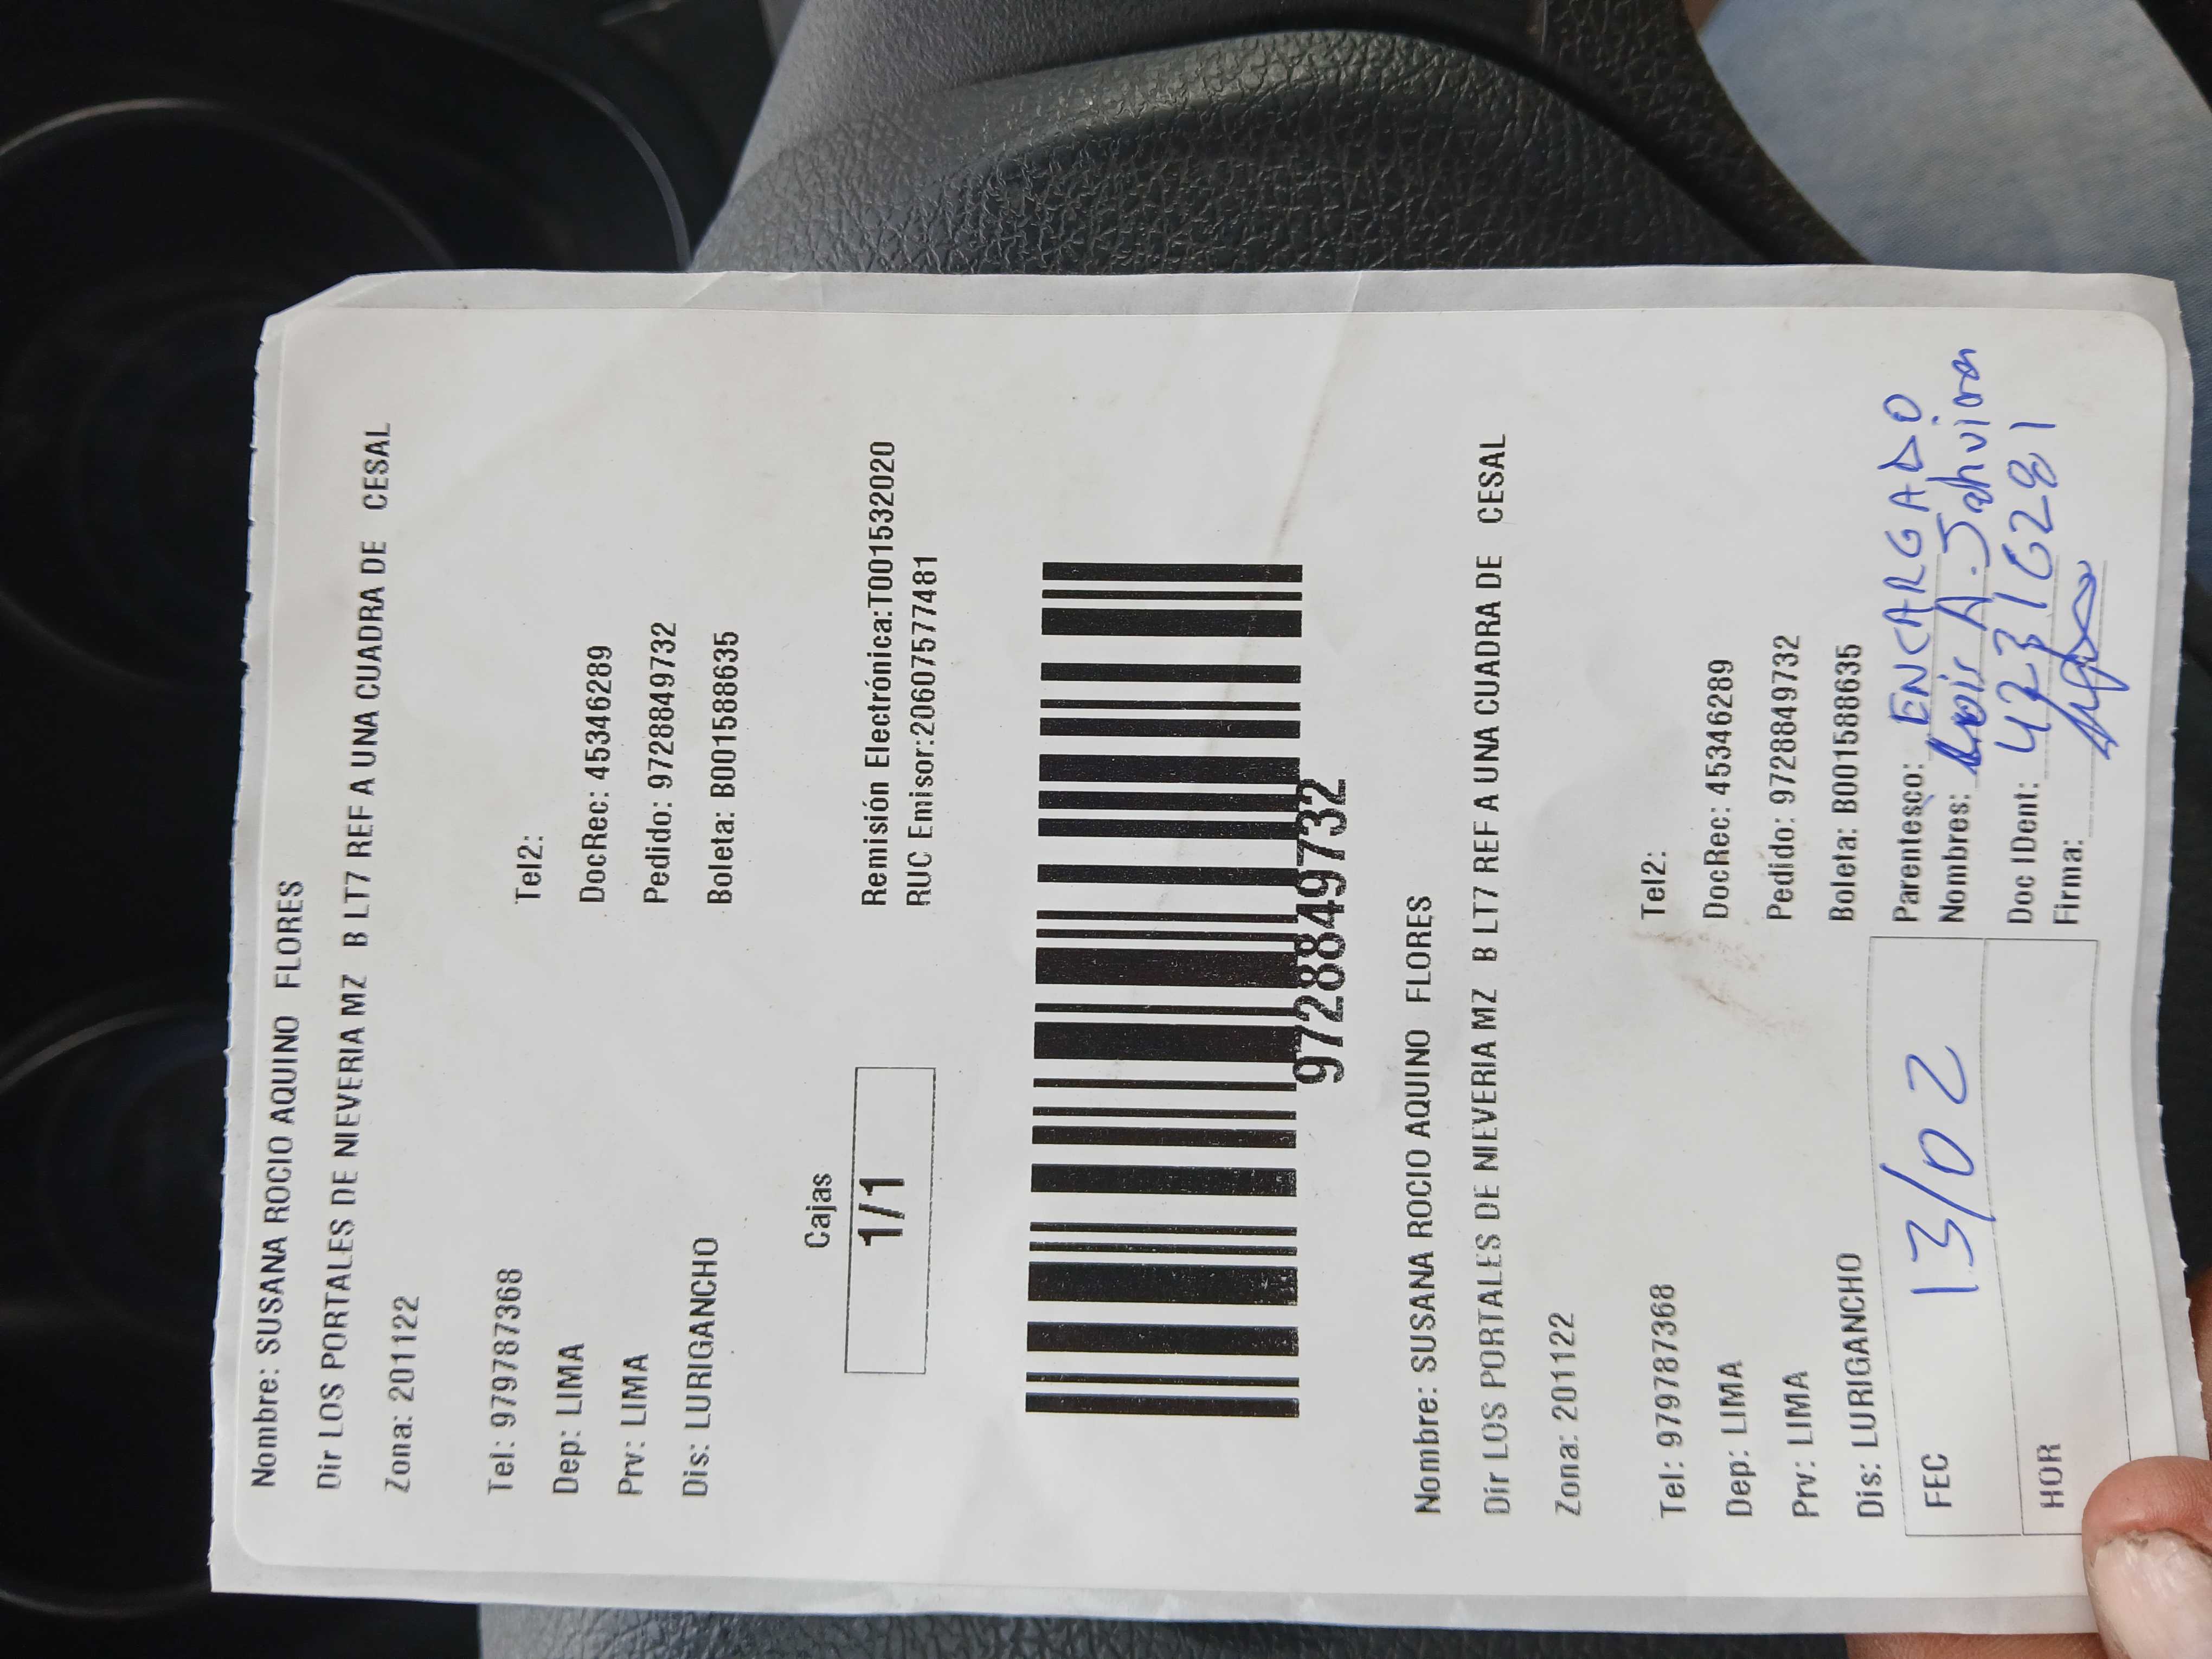 Nombre: SUSANA ROCIO AQUINO FLORES
Dir LOS PORTALES DE NIEVERIA MZ B LT7 REF A UNA CUADRA DE CESAL
Zona: 201122
Tel: 979787368 Tel2:
Dep: LIMA DocRec: 45346289
Prv: LIMA Pedido: 9728849732
Dis: LURIGANCHO Boleta: B001588635
Cajas
1/1
Remisión Electrónica:T001532020
RUC Emisor:20607577481
9728849732
Nombre: SUSANA ROCIO AQUINO FLORES
Dir LOS PORTALES DE NIEVERIA MZ B LT7 REF A UNA CUADRA DE CESAL
Zona: 201122
Tel: 979787368 Tel2:
Dep: LIMA DocRec: 45346289
Prv: LIMA Pedido: 9728849732
Dis: LURIGANCHO Boleta: B001588635
FEC 13/02
HOR
Parentesco: ENCARGADO
Nombres: A.
Doc IDent: 42316281
Firma: